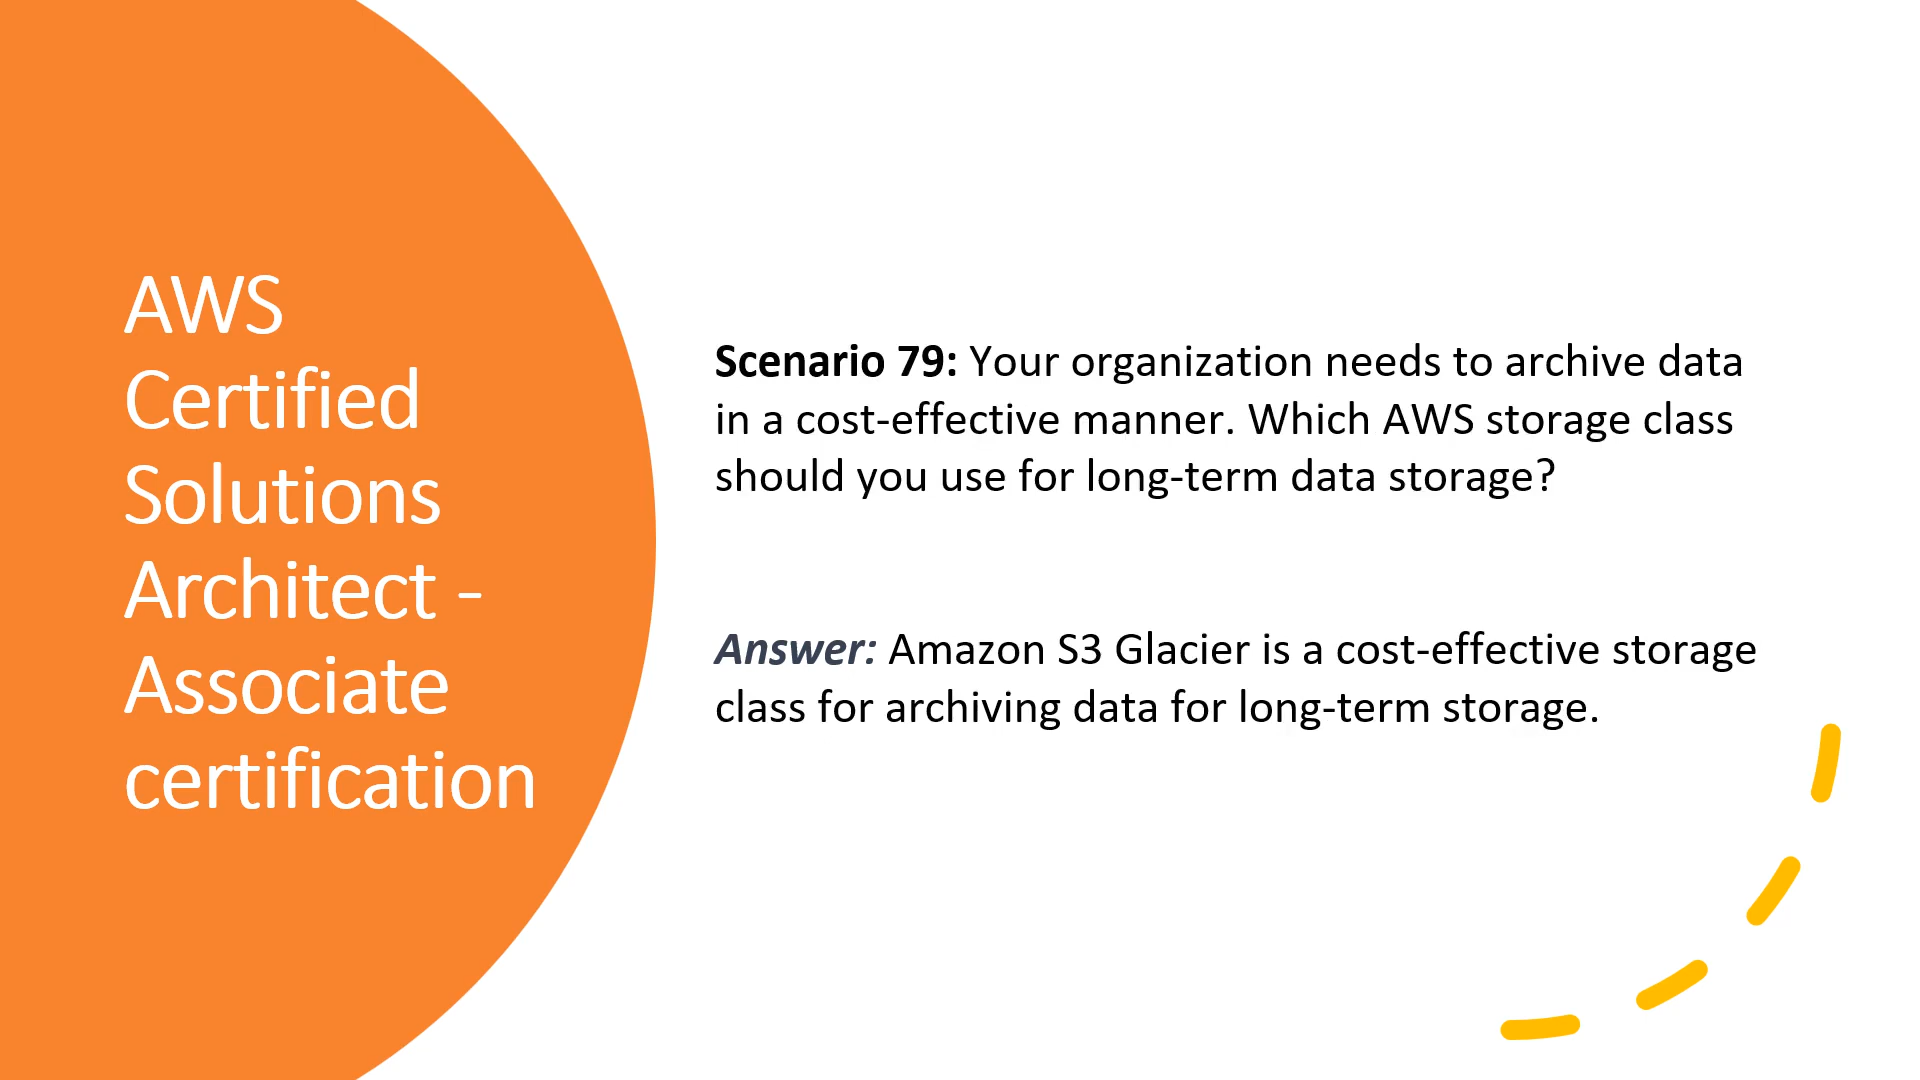 AWS
Certified
Solutions
Architect -
Associate
certification
Scenario 79: Your organization needs to archive data
in a cost-effective manner. Which AWS storage class
should you use for long-term data storage?
Answer: Amazon S3 Glacier is a cost-effective storage
class for archiving data for long-term storage.